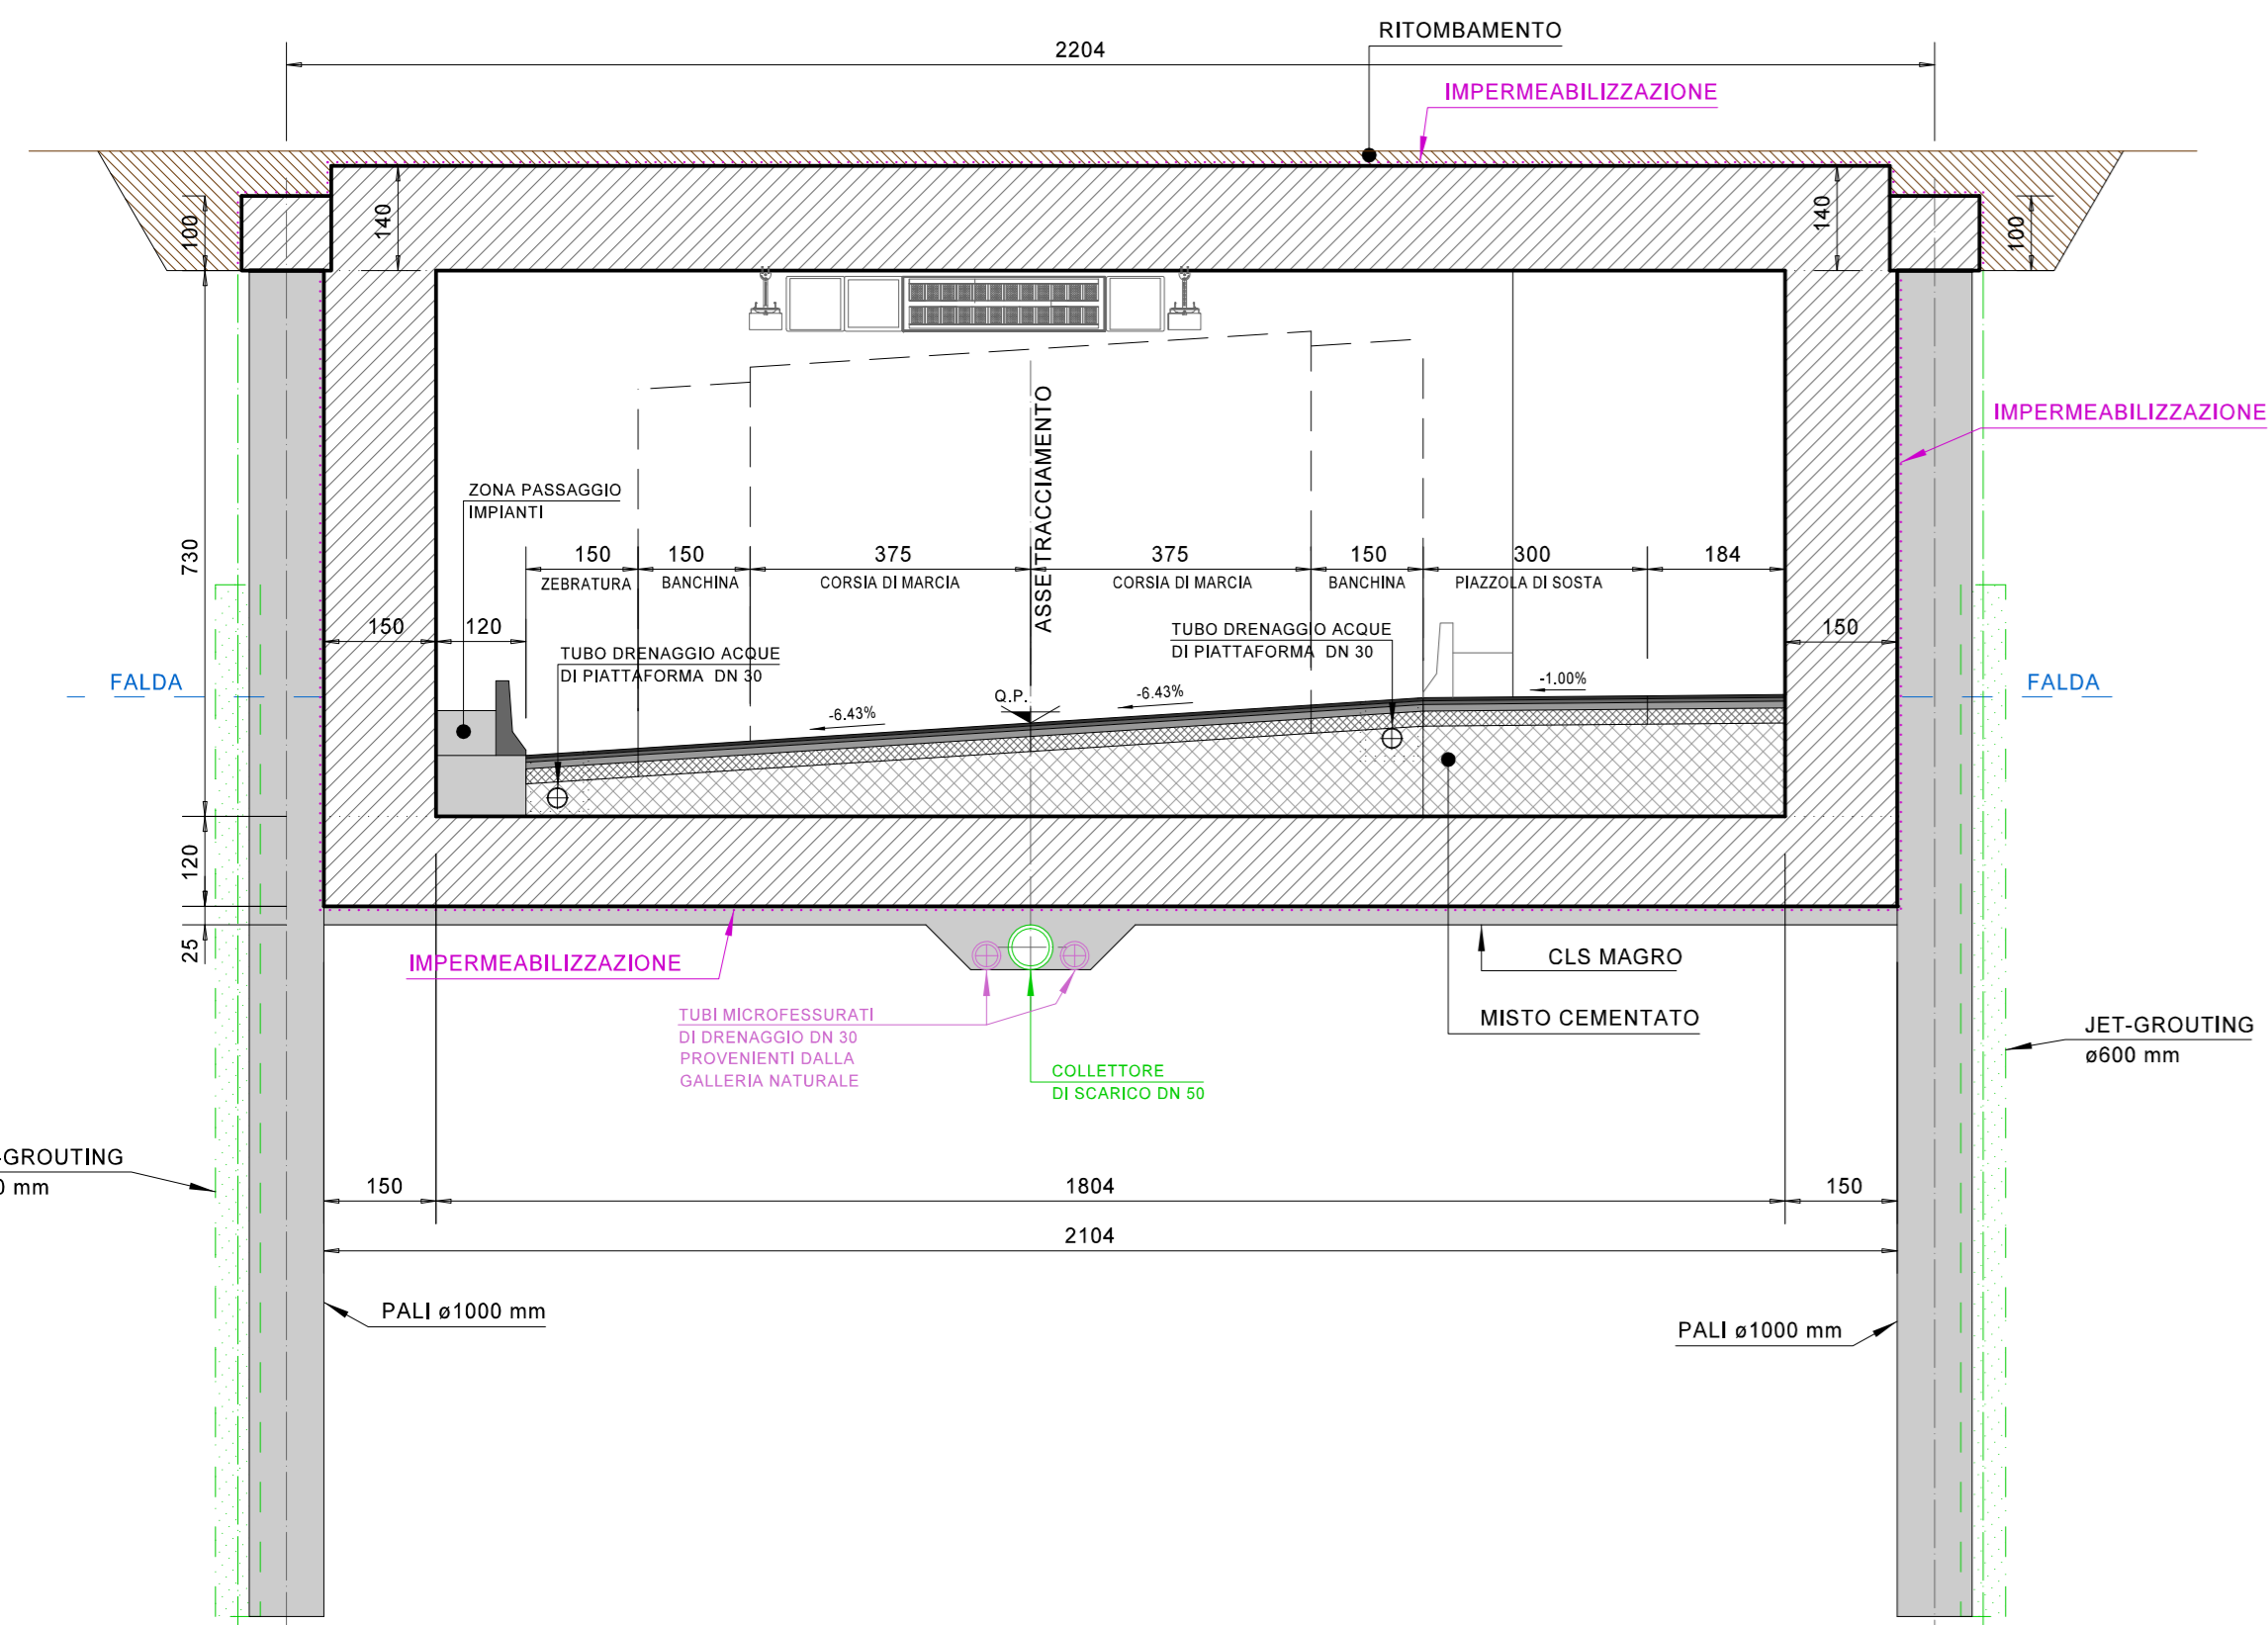 RITOMBAMENTO
2204
IMPERMEABILIZZAZIONE
100
140
140
100
IMPERMEABILIZZAZIONE
ASSE TRACCIAMENTO
ZONA PASSAGGIO
IMPIANTI
730
150 150 375 375 150 300 184
ZEBRATURA BANCHINA CORSIA DI MARCIA CORSIA DI MARCIA BANCHINA PIAZZOLA DI SOSTA
150 120 150
TUBO DRENAGGIO ACQUE
DI PIATTAFORMA DN 30
TUBO DRENAGGIO ACQUE
DI PIATTAFORMA DN 30
FALDA
FALDA
Q.P.
-6.43%
-6.43%
-1.00%
120
25
IMPERMEABILIZZAZIONE
CLS MAGRO
TUBI MICROFESSURATI
DI DRENAGGIO DN 30
PROVENIENTI DALLA
GALLERIA NATURALE
MISTO CEMENTATO
COLLETTORE
DI SCARICO DN 50
JET-GROUTING
ø600 mm
-GROUTING
0 mm
150 1804 150
2104
PALI ø1000 mm
PALI ø1000 mm